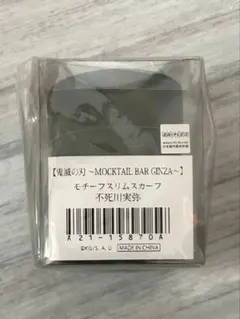 【鬼滅の刃 ～MOCKTAIL BAR GINZA～】
モチーフスリムスカーフ
不死川実弥
A21-15870A
©KG/S, A, U
MADE IN CHINA